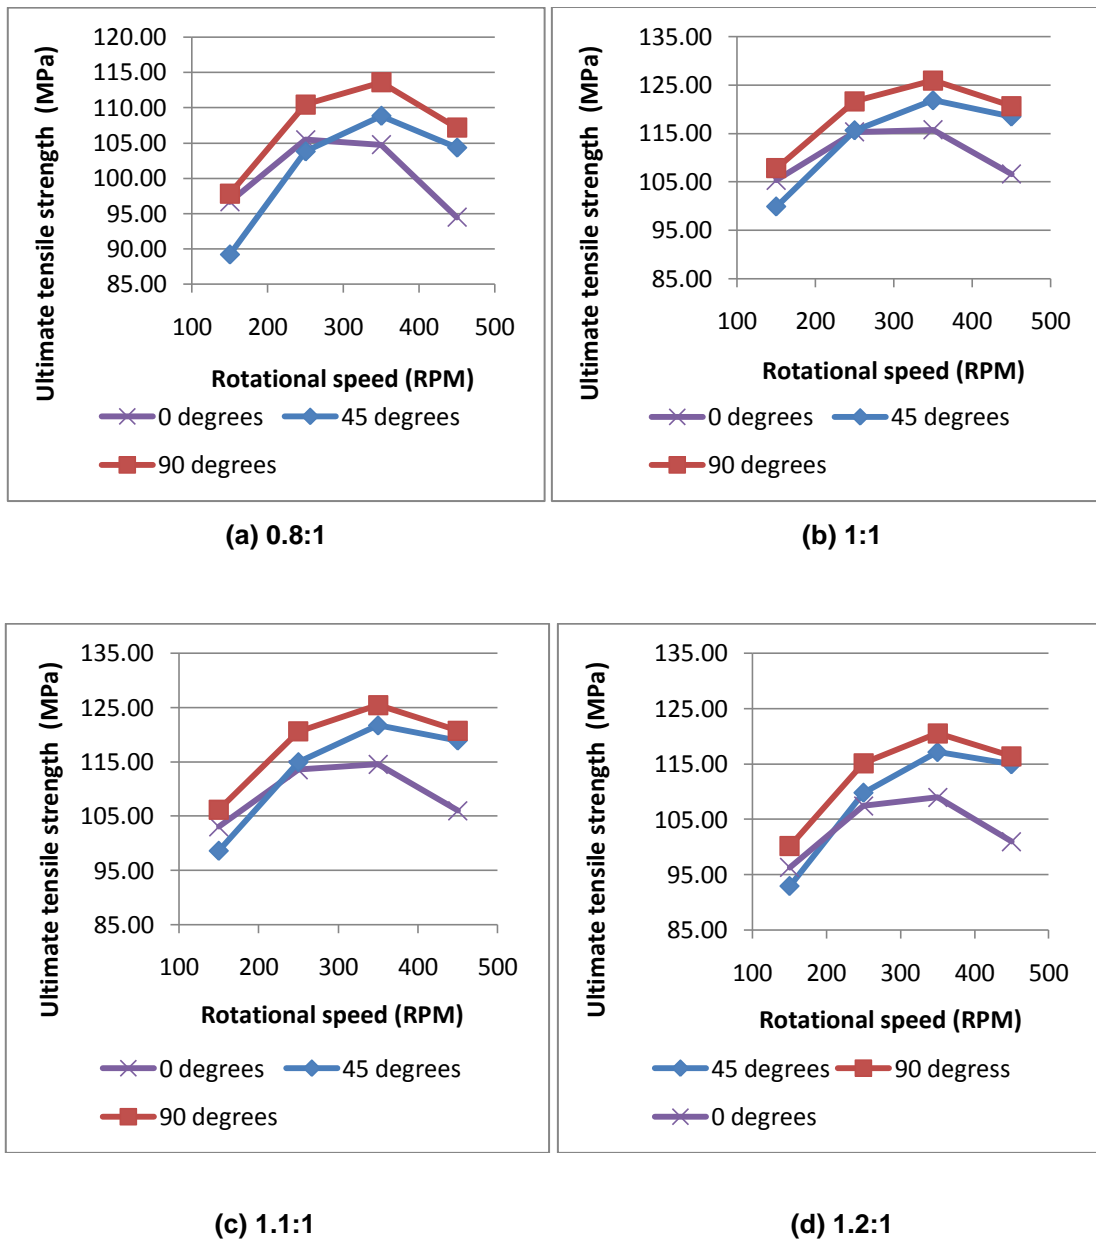 Ultimate tensile strength (MPa)
120.00
115.00
110.00
105.00
100.00
95.00
90.00
85.00
100 200 300 400 500
Rotational speed (RPM)
0 degrees 45 degrees
90 degrees
(a) 0.8:1
Ultimate tensile strength (MPa)
135.00
125.00
115.00
105.00
95.00
85.00
100 200 300 400 500
Rotational speed (RPM)
0 degrees 45 degrees
90 degrees
(b) 1:1
Ultimate tensile strength (MPa)
135.00
125.00
115.00
105.00
95.00
85.00
100 200 300 400 500
Rotational speed (RPM)
0 degrees 45 degrees
90 degrees
(c) 1.1:1
Ultimate tensile strength (MPa)
135.00
125.00
115.00
105.00
95.00
85.00
100 200 300 400 500
Rotational speed (RPM)
45 degrees 90 degress
0 degrees
(d) 1.2:1